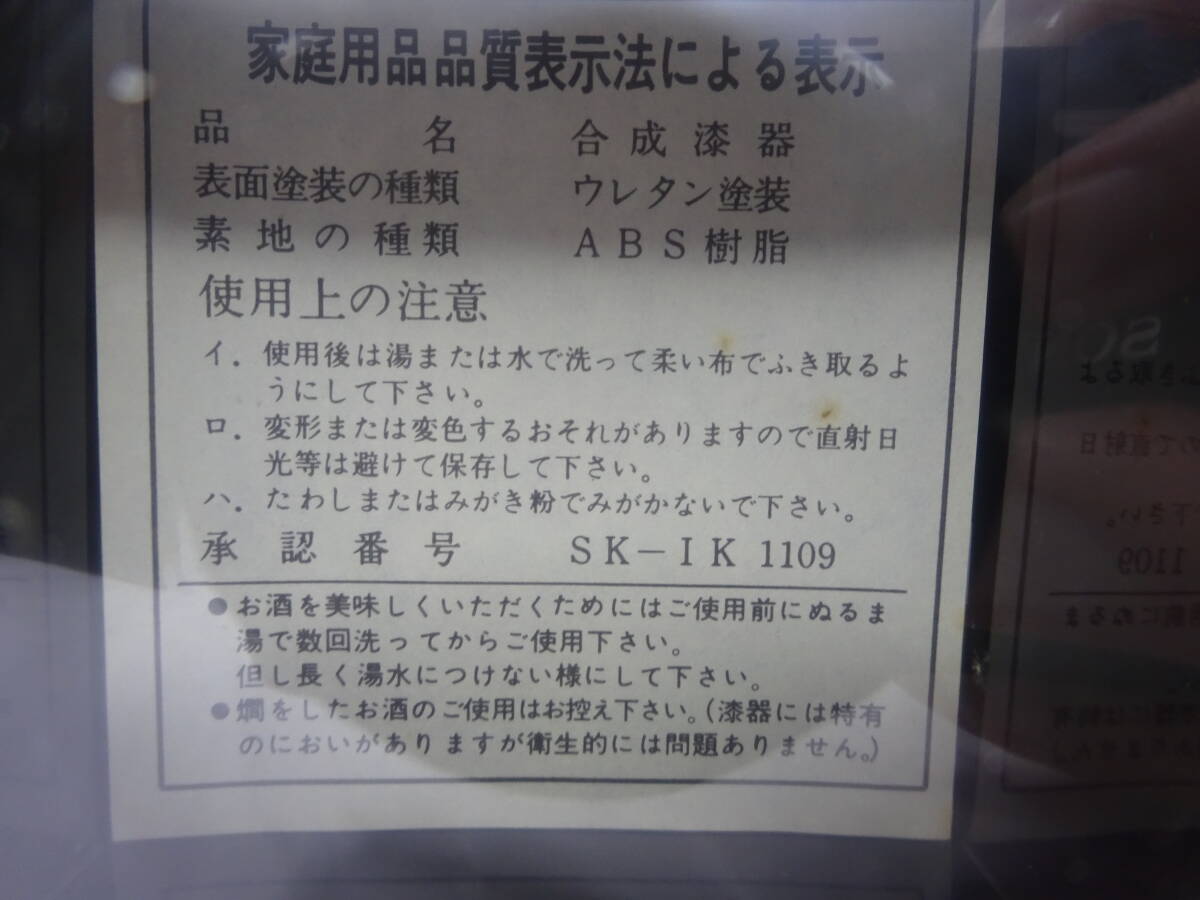 家庭用品品質表示法による表示
品名 合成漆器
表面塗装の種類 ウレタン塗装
素地の種類 ABS樹脂
使用上の注意
イ. 使用後は湯または水で洗って柔い布でふき取るよ
うにして下さい。
ロ. 変形または変色するおそれがありますので直射日
光等は避けて保存して下さい。
ハ. たわしまたはみがき粉でみがかないで下さい。
承認番号 SK-IK 1109
●お酒を美味しくいただくためにはご使用前にぬるま
湯で数回洗ってからご使用下さい。
但し長く湯水につけない様にして下さい。
●燗をしたお酒のご使用はお控え下さい。(漆器には特有
のにおいがありますが衛生的には問題ありません。)